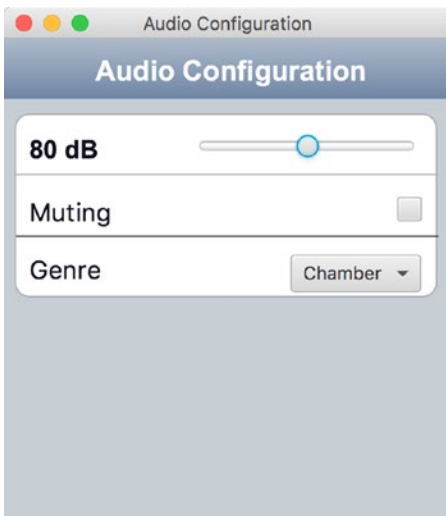 Audio Configuration
Audio Configuration
80 dB
Muting
Genre
Chamber